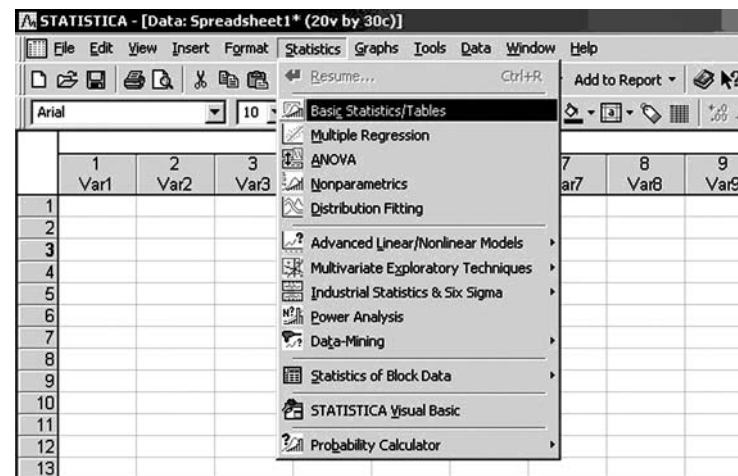 STATISTICA - [Data: Spreadsheet1* (20v by 30c)]
File Edit View Insert Format Statistics Graphs Tools Data Window Help
Resume... Ctrl+R
Add to Report
Arial 10
Basic Statistics/Tables
Multiple Regression
ANOVA
Nonparametrics
Distribution Fitting
Advanced Linear/Nonlinear Models
Multivariate Exploratory Techniques
Industrial Statistics & Six Sigma
Power Analysis
Data-Mining
Statistics of Block Data
STATISTICA Visual Basic
Probability Calculator
1 2 3 7 8 9
Var1 Var2 Var3 ar7 Var8 Var9
1
2
3
4
5
6
7
8
9
10
11
12
13